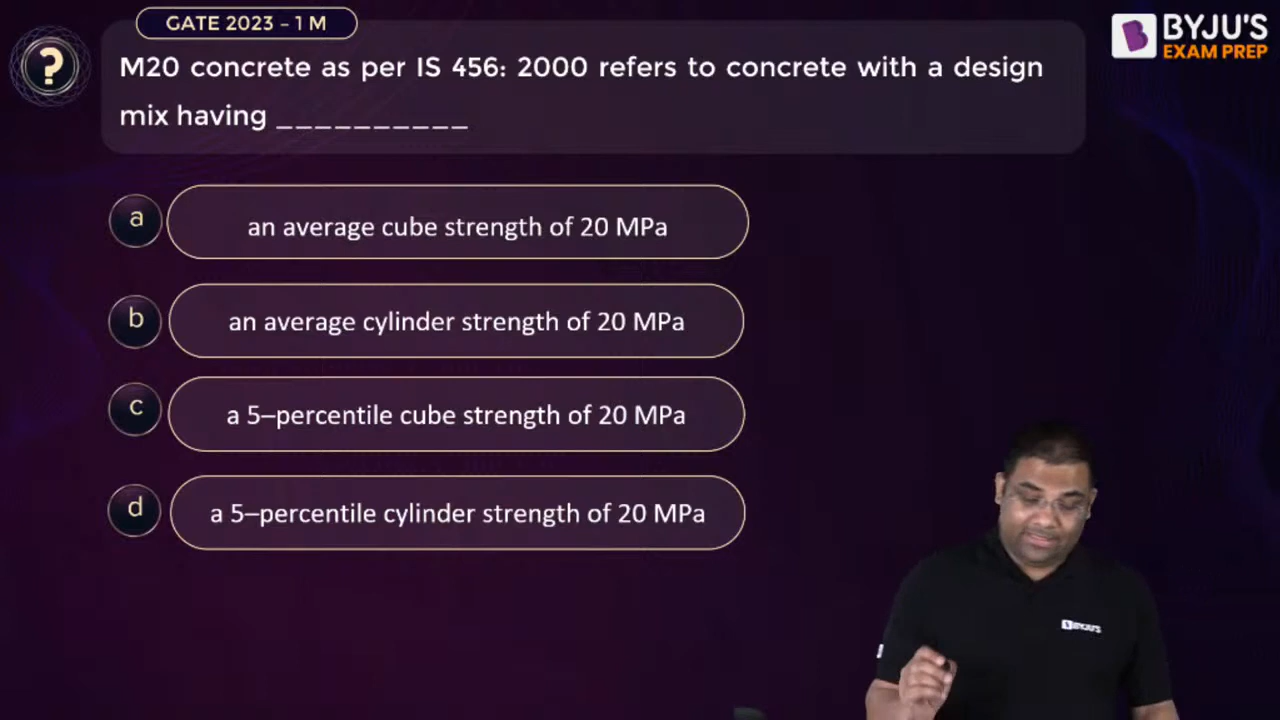 GATE 2023 – 1 M
BYJU'S
EXAM PREP
?
M20 concrete as per IS 456: 2000 refers to concrete with a design
mix having __________
a
an average cube strength of 20 MPa
b
an average cylinder strength of 20 MPa
c
a 5–percentile cube strength of 20 MPa
d
a 5–percentile cylinder strength of 20 MPa
BYJU'S